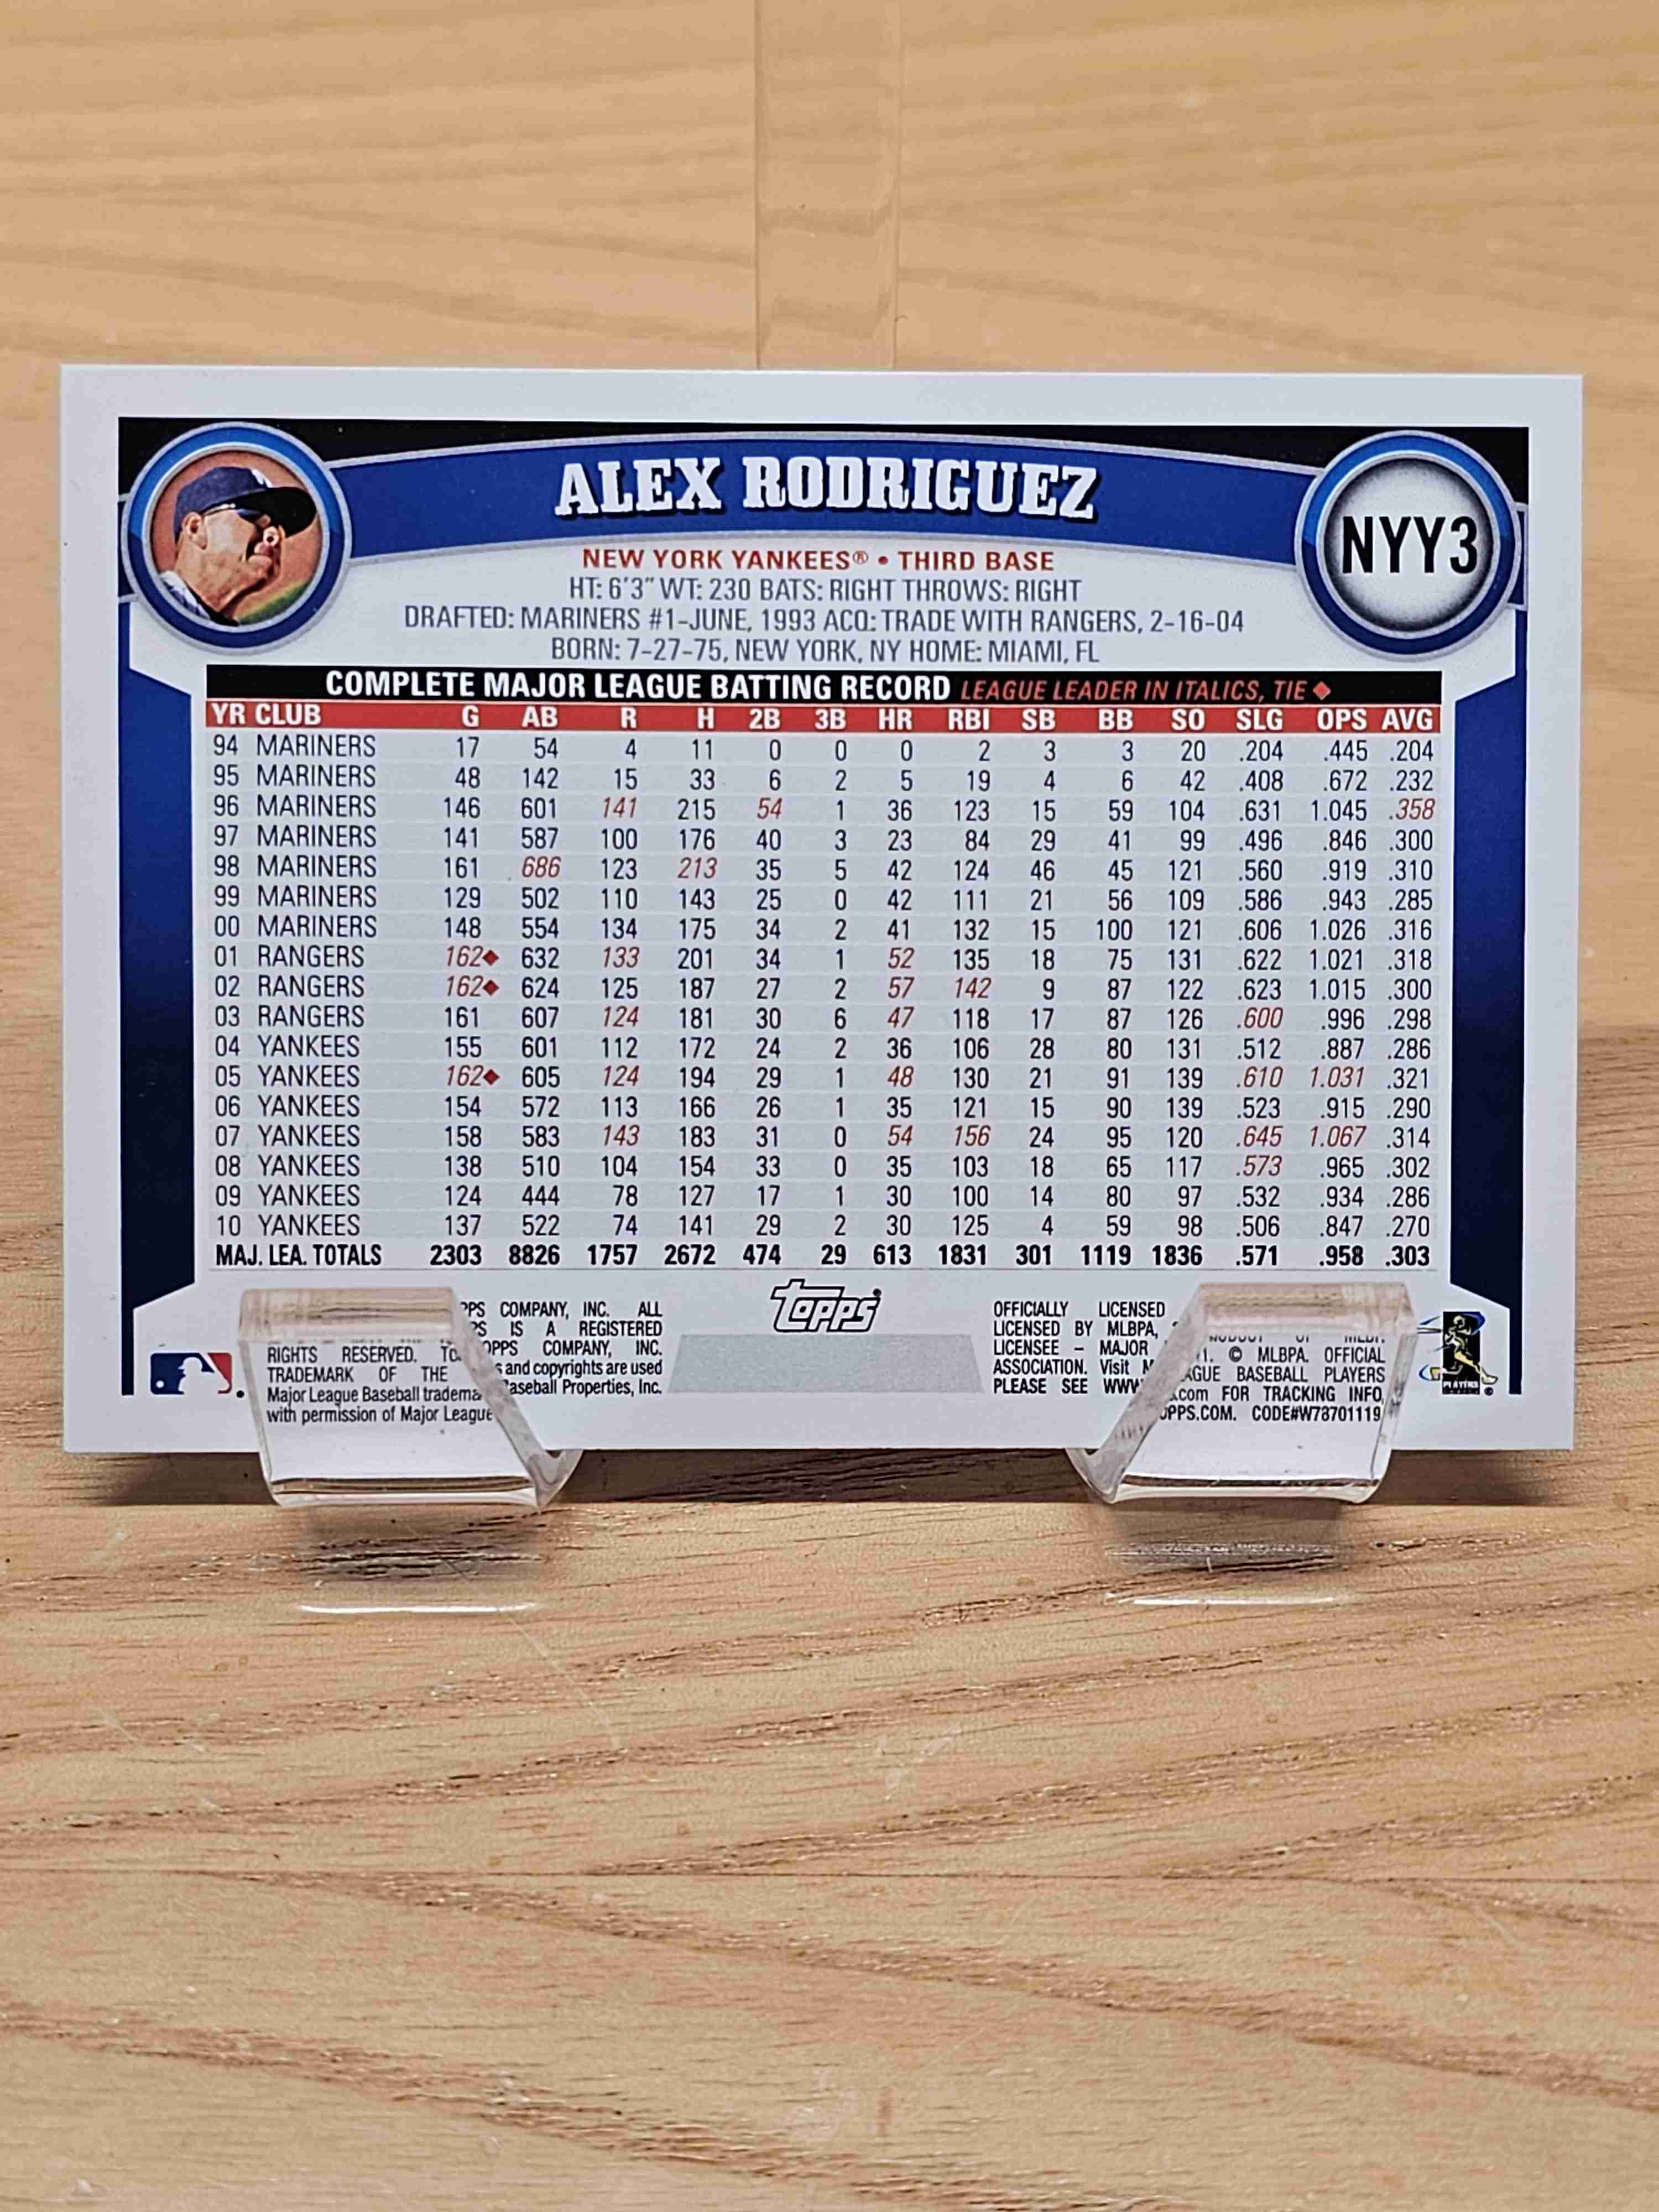 ALEX RODRIGUEZ
NYY3
NEW YORK YANKEES® • THIRD BASE
HT: 6'3" WT: 230 BATS: RIGHT THROWS: RIGHT
DRAFTED: MARINERS #1-JUNE, 1993 ACQ: TRADE WITH RANGERS, 2-16-04
BORN: 7-27-75, NEW YORK, NY HOME: MIAMI, FL
COMPLETE MAJOR LEAGUE BATTING RECORD LEAGUE LEADER IN ITALICS, TIE ◆
YR CLUB G AB R H 2B 3B HR RBI SB BB SO SLG OPS AVG
94 MARINERS 17 54 4 11 0 0 0 2 3 3 20 .204 .445 .204
95 MARINERS 48 142 15 33 6 2 5 19 4 6 42 .408 .672 .232
96 MARINERS 146 601 141 215 54 1 36 123 15 59 104 .631 1.045 .358
97 MARINERS 141 587 100 176 40 3 23 84 29 41 99 .496 .846 .300
98 MARINERS 161 686 123 213 35 5 42 124 46 45 121 .560 .919 .310
99 MARINERS 129 502 110 143 25 0 42 111 21 56 109 .586 .943 .285
00 MARINERS 148 554 134 175 34 2 41 132 15 100 121 .606 1.026 .316
01 RANGERS 162◆ 632 133 201 34 1 52 135 18 75 131 .622 1.021 .318
02 RANGERS 162◆ 624 125 187 27 2 57 142 9 87 122 .623 1.015 .300
03 RANGERS 161 607 124 181 30 6 47 118 17 87 126 .600 .996 .298
04 YANKEES 155 601 112 172 24 2 36 106 28 80 131 .512 .887 .286
05 YANKEES 162◆ 605 124 194 29 1 48 130 21 91 139 .610 1.031 .321
06 YANKEES 154 572 113 166 26 1 35 121 15 90 139 .523 .915 .290
07 YANKEES 158 583 143 183 31 0 54 156 24 95 120 .645 1.067 .314
08 YANKEES 138 510 104 154 33 0 35 103 18 65 117 .573 .965 .302
09 YANKEES 124 444 78 127 17 1 30 100 14 80 97 .532 .934 .286
10 YANKEES 137 522 74 141 29 2 30 125 4 59 98 .506 .847 .270
MAJ. LEA. TOTALS 2303 8826 1757 2672 474 29 613 1831 301 1119 1836 .571 .958 .303
COMPANY, INC. ALL
RIGHTS RESERVED. IS A REGISTERED
TRADEMARK OF THE COMPANY, INC.
Major League Baseball and copyrights are used
with permission of Major League Baseball Properties, Inc.
Topps®
OFFICIALLY LICENSED
LICENSED BY MLBPA, © MLBPA. OFFICIAL
LICENSEE – MAJOR LEAGUE BASEBALL PLAYERS
ASSOCIATION. Visit FOR TRACKING INFO,
PLEASE SEE CODE#W78701119
PLAYERS